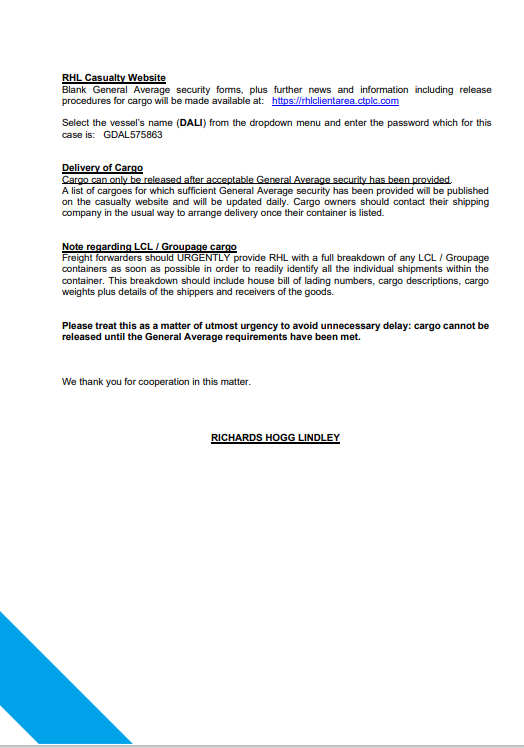 RHL Casualty Website
Blank General Average security forms, plus further news and information including release
procedures for cargo will be made available at: https://rhlclientarea.ctplc.com
Select the vessel's name (DALI) from the dropdown menu and enter the password which for this
case is: GDAL575863
Delivery of Cargo
Cargo can only be released after acceptable General Average security has been provided.
A list of cargoes for which sufficient General Average security has been provided will be published
on the casualty website and will be updated daily. Cargo owners should contact their shipping
company in the usual way to arrange delivery once their container is listed.
Note regarding LCL / Groupage cargo
Freight forwarders should URGENTLY provide RHL with a full breakdown of any LCL / Groupage
containers as soon as possible in order to readily identify all the individual shipments within the
container. This breakdown should include house bill of lading numbers, cargo descriptions, cargo
weights plus details of the shippers and receivers of the goods.
Please treat this as a matter of utmost urgency to avoid unnecessary delay: cargo cannot be
released until the General Average requirements have been met.
We thank you for cooperation in this matter.
RICHARDS HOGG LINDLEY